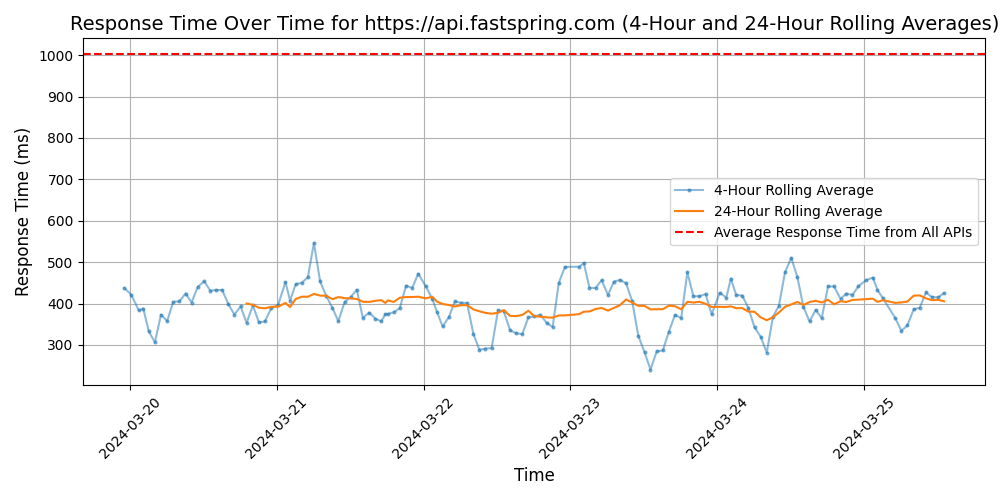 Response Time Over Time for https://api.fastspring.com (4-Hour and 24-Hour Rolling Averages)
Response Time (ms)
1000
900
800
700
600
500
400
300
4-Hour Rolling Average
24-Hour Rolling Average
Average Response Time from All APIs
2024-03-20
2024-03-21
2024-03-22
2024-03-23
2024-03-24
2024-03-25
Time